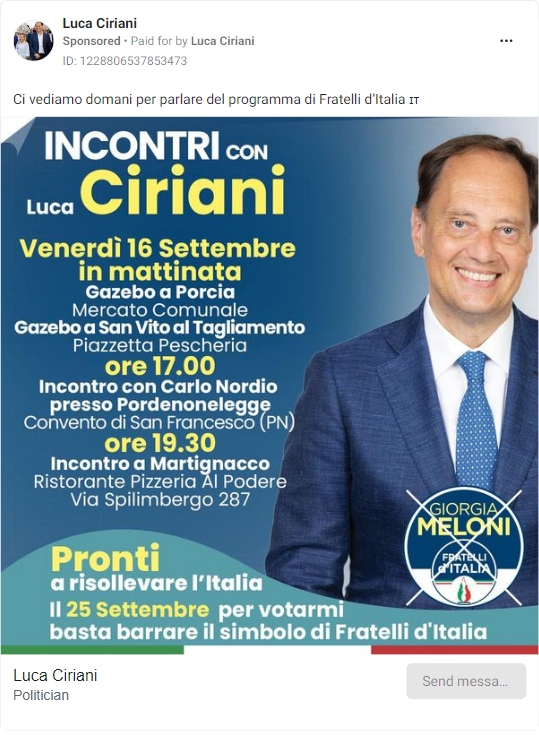 Luca Ciriani
Sponsored • Paid for by Luca Ciriani
ID: 1228806537853473
Ci vediamo domani per parlare del programma di Fratelli d’Italia IT
INCONTRI CON
Luca Ciriani
Venerdì 16 Settembre
in mattinata
Gazebo a Porcia
Mercato Comunale
Gazebo a San Vito al Tagliamento
Piazzetta Pescheria
ore 17.00
Incontro con Carlo Nordio
presso Pordenonelegge
Convento di San Francesco (PN)
ore 19.30
Incontro a Martignacco
Ristorante Pizzeria Al Podere
Via Spilimbergo 287
GIORGIA
MELONI
FRATELLI
d'ITALIA
Pronti
a risollevare l’Italia
Il 25 Settembre per votarmi
basta barrare il simbolo di Fratelli d'Italia
Luca Ciriani
Politician
Send messa...